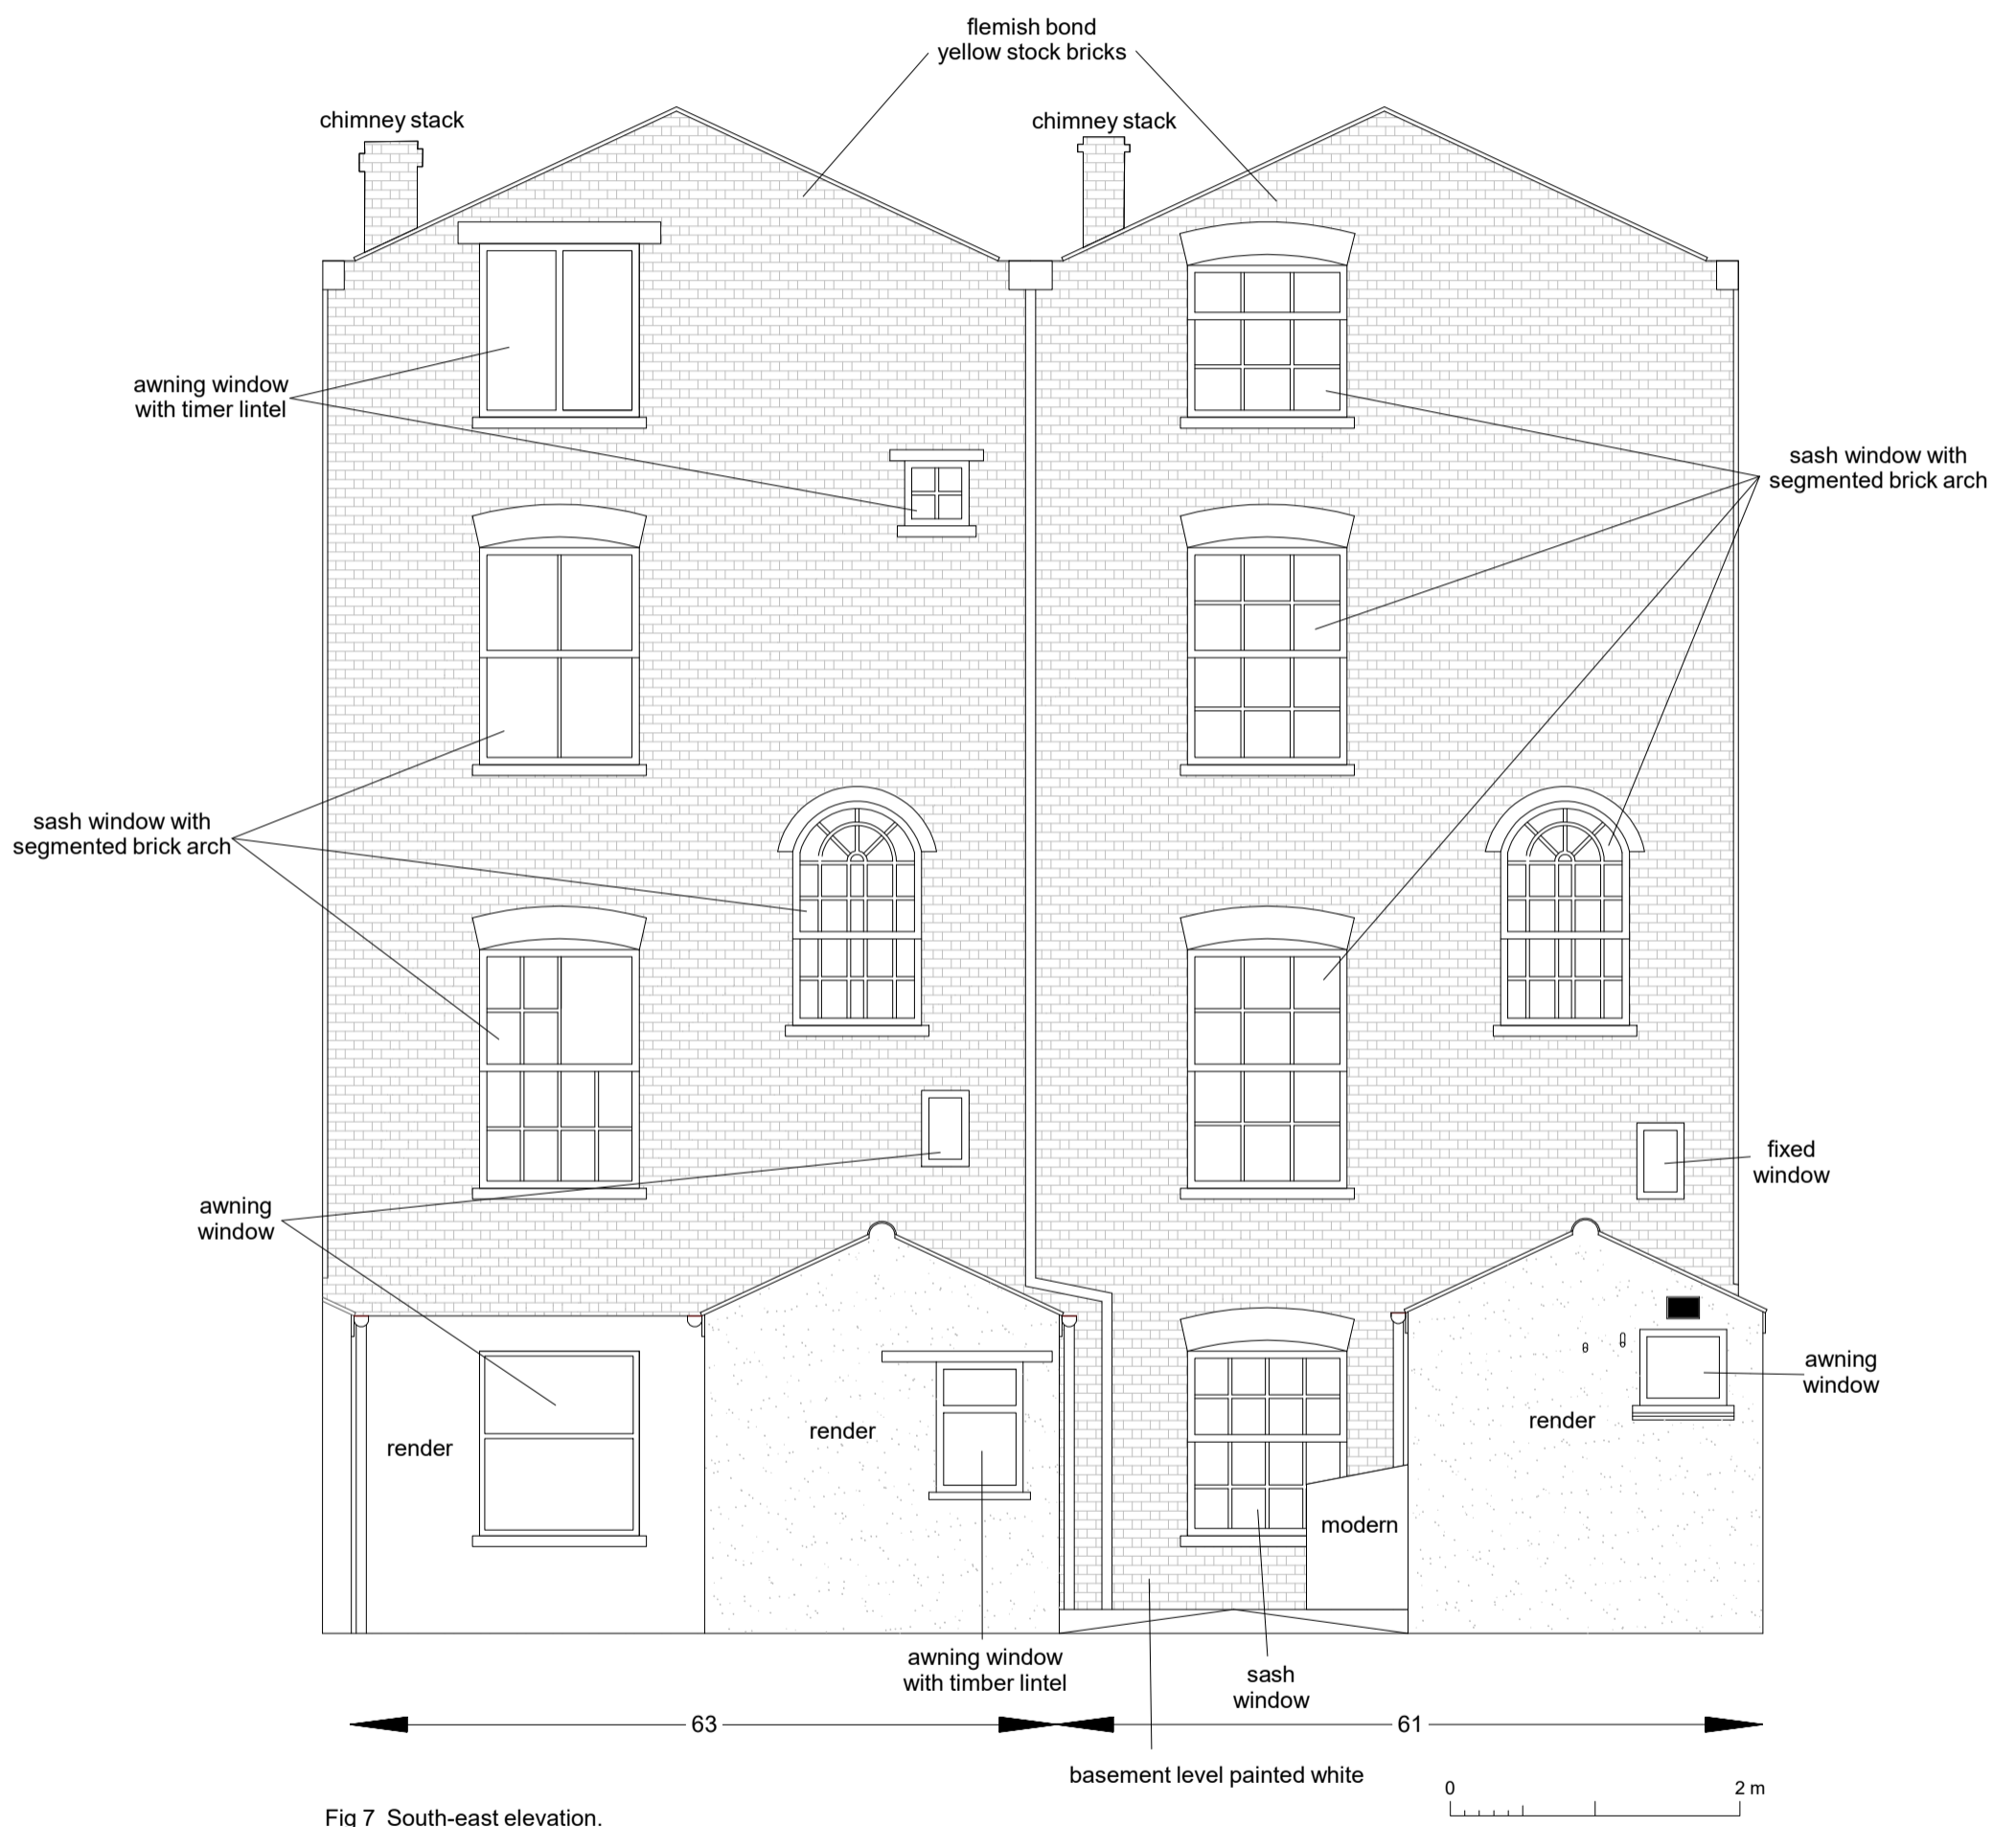 flemish bond
yellow stock bricks
chimney stack
chimney stack
awning window
with timer lintel
sash window with
segmented brick arch
sash window with
segmented brick arch
fixed
window
awning
window
awning
window
render
render
render
modern
awning window
with timber lintel
sash
window
63
61
basement level painted white
0
2 m
Fig 7 South-east elevation.